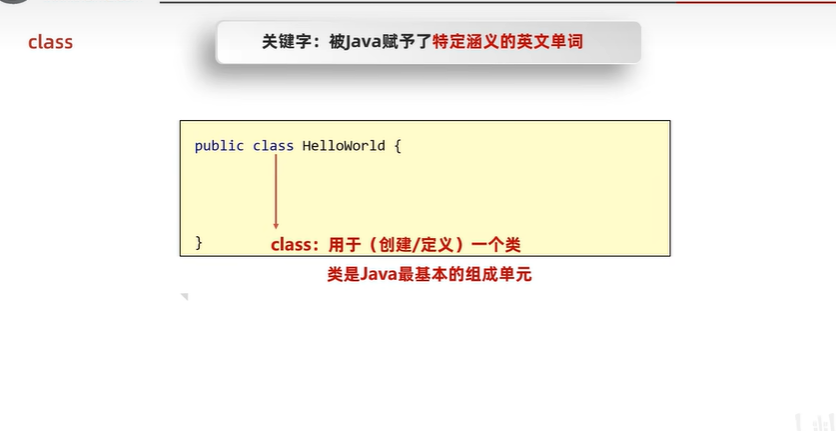 class
关键字：被Java赋予了特定涵义的英文单词
public class HelloWorld {
}
class：用于（创建/定义）一个类
类是Java最基本的组成单元